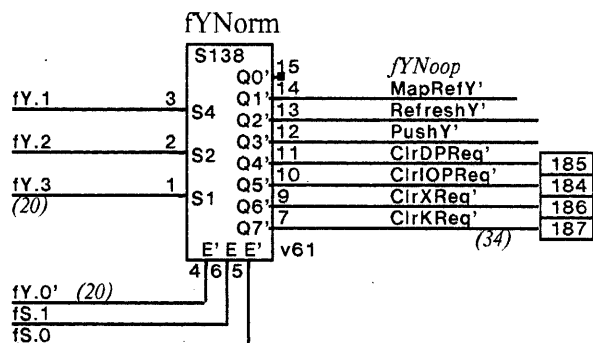 fYNorm
S138
Q0' 15 fYNoop
Q1' 14 MapRefY'
Q2' 13 RefreshY'
Q3' 12 PushY'
Q4' 11 ClrDPReq' 185
Q5' 10 ClrIOPReq' 184
Q6' 9 ClrXReq' 186
Q7' 7 ClrKReq' 187
(34)
fY.1 3 S4
fY.2 2 S2
fY.3 1 S1
(20)
E' E E' v61
4 6 5
fY.0' (20)
fS.1
fS.0